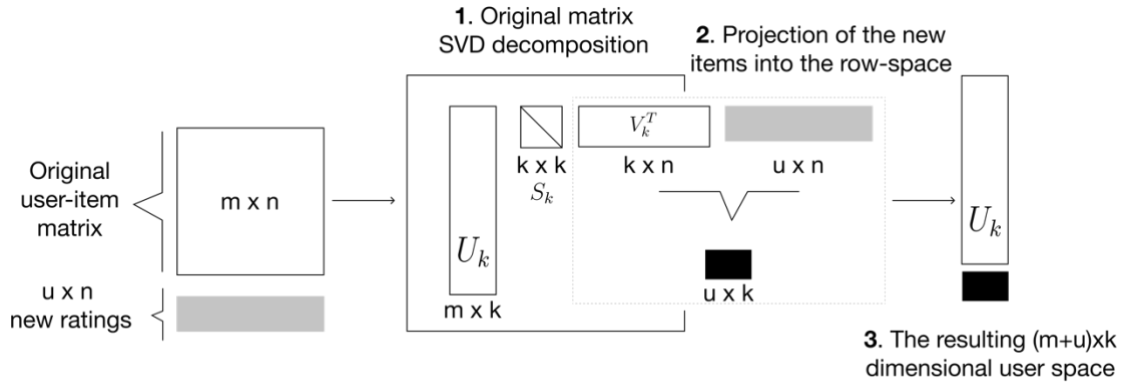 1. Original matrix
SVD decomposition
2. Projection of the new
items into the row-space
Original
user-item
matrix
m x n
u x n
new ratings
U_k
m x k
k x k
S_k
V_k^T
k x n
u x n
u x k
U_k
3. The resulting (m+u)xk
dimensional user space